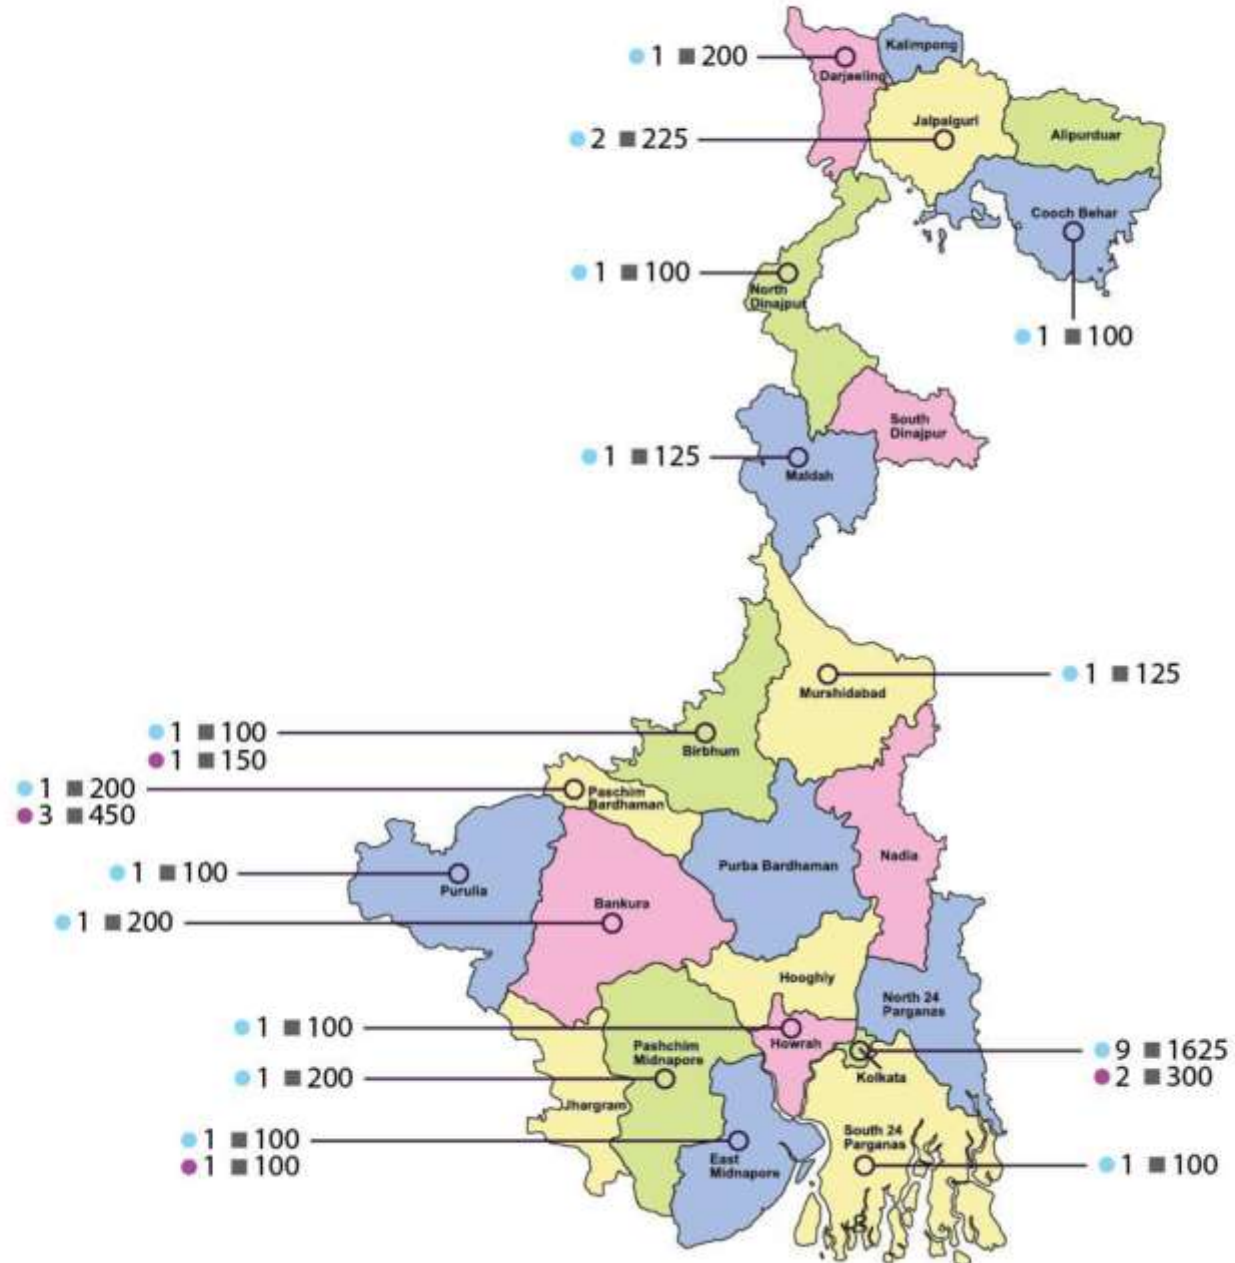 1 200
Kalimpong
Darjeeling
2 225
Jalpaiguri
Alipurduar
Cooch Behar
1 100
North
Dinajpur
1 100
South
Dinajpur
1 125
Maldah
Murshidabad
1 125
1 100
1 150
Birbhum
1 200
3 450
Paschim
Bardhaman
Purba Bardhaman
Nadia
1 100
Purulia
1 200
Bankura
Hooghly
North 24
Parganas
1 100
Howrah
Pashchim
Midnapore
9 1625
2 300
Kolkata
1 200
Jhargram
South 24
Parganas
1 100
1 100
East
Midnapore
1 100